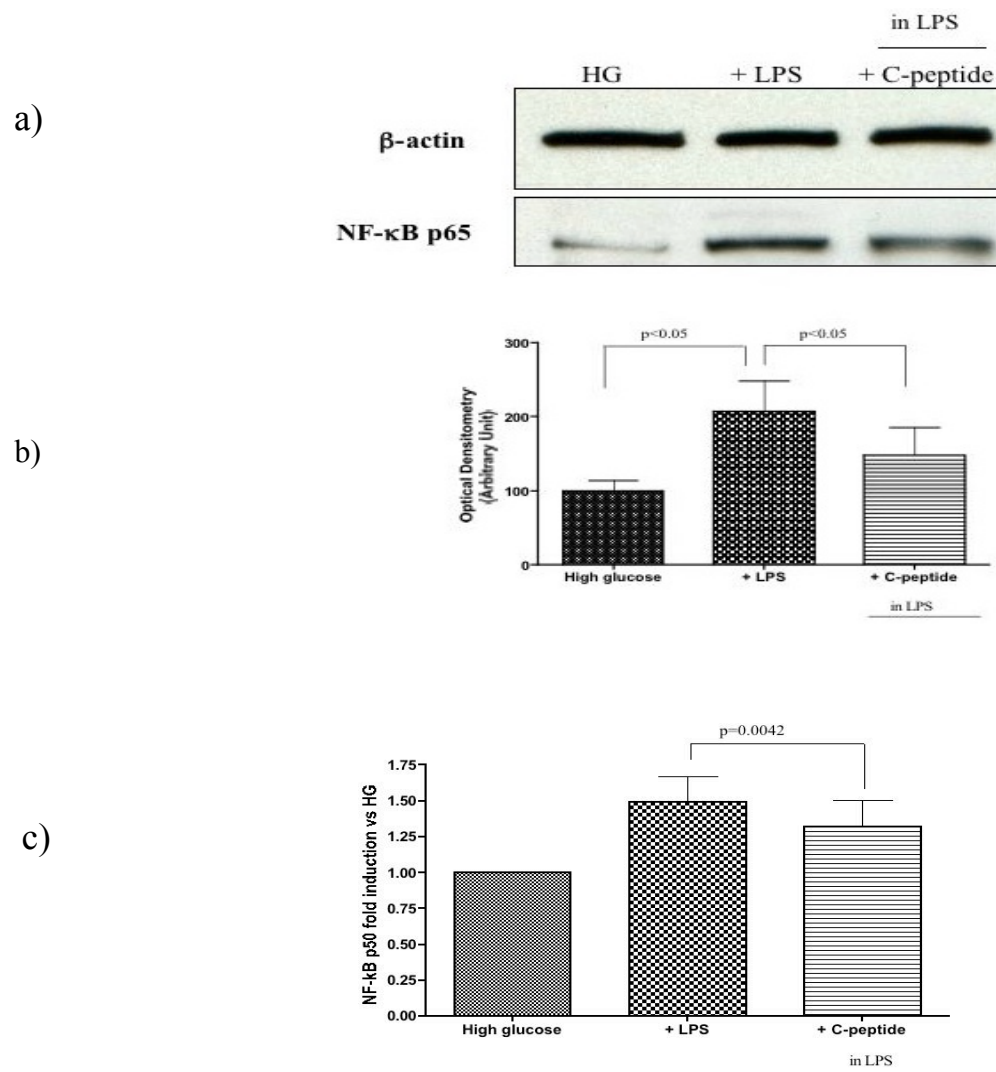 in LPS
HG + LPS + C-peptide
a)
β-actin
NF-κB p65
b)
p<0.05 p<0.05
Optical Densitometry
(Arbitrary Unit)
300
200
100
0
High glucose + LPS + C-peptide
in LPS
c)
p=0.0042
NF-kB p50 fold induction vs HG
1.75
1.50
1.25
1.00
0.75
0.50
0.25
0.00
High glucose + LPS + C-peptide
in LPS